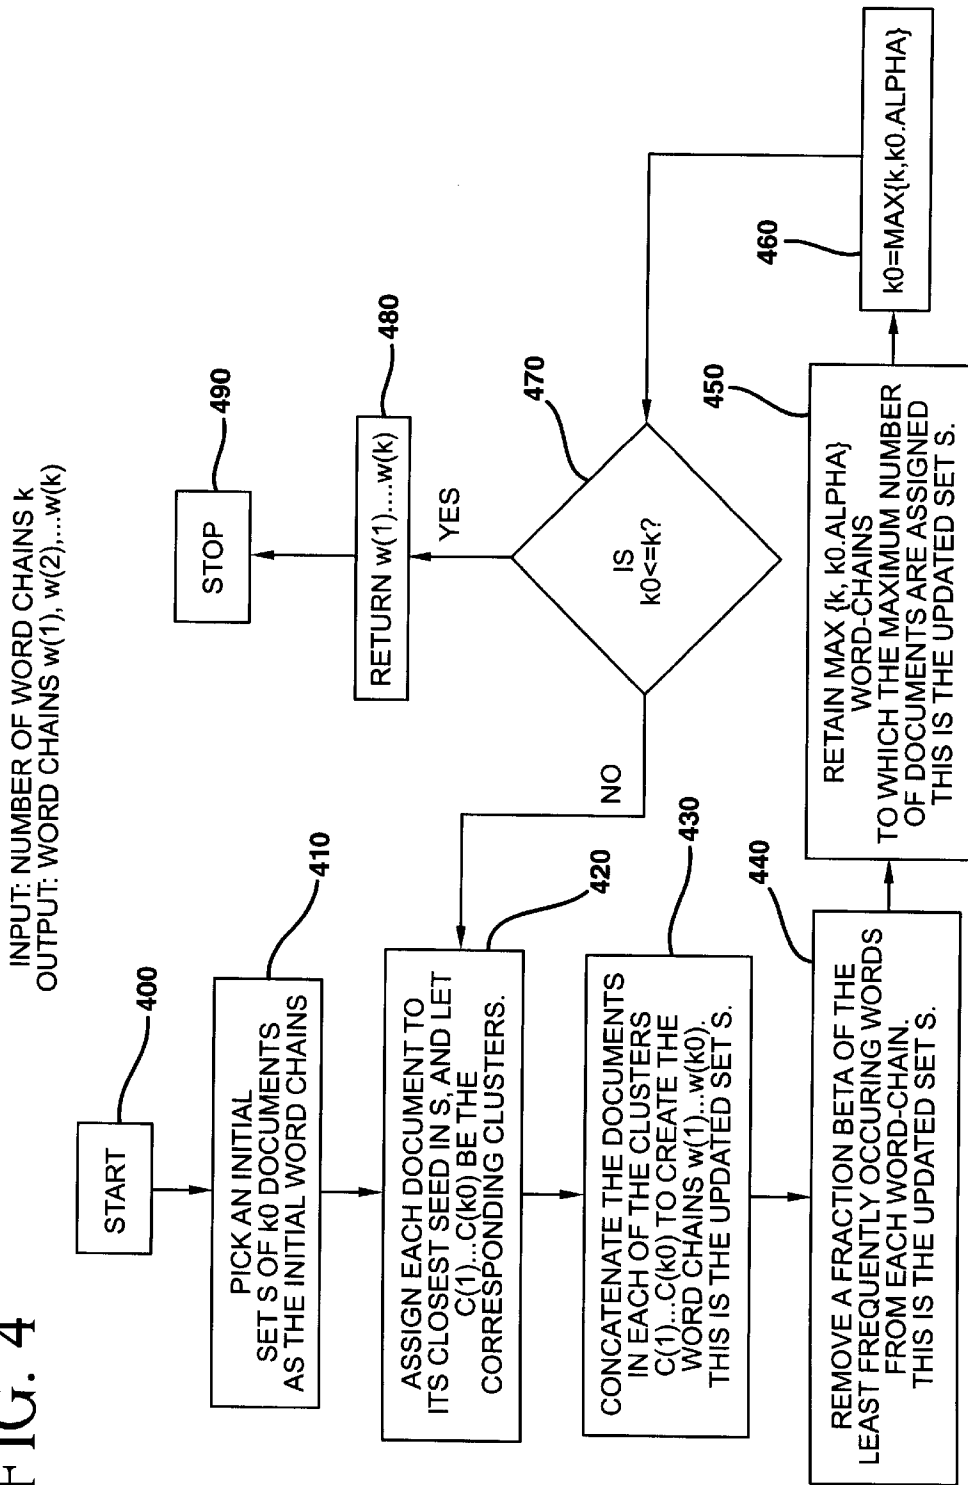 FIG. 4
INPUT: NUMBER OF WORD CHAINS k
OUTPUT: WORD CHAINS w(1), w(2),....w(k)
400
START
410
PICK AN INITIAL
SET S OF k0 DOCUMENTS
AS THE INITIAL WORD CHAINS
420
ASSIGN EACH DOCUMENT TO
ITS CLOSEST SEED IN S, AND LET
C(1)...C(k0) BE THE
CORRESPONDING CLUSTERS.
430
CONCATENATE THE DOCUMENTS
IN EACH OF THE CLUSTERS
C(1)...C(k0) TO CREATE THE
WORD CHAINS w(1)...w(k0).
THIS IS THE UPDATED SET S.
440
REMOVE A FRACTION BETA OF THE
LEAST FREQUENTLY OCCURING WORDS
FROM EACH WORD-CHAIN.
THIS IS THE UPDATED SET S.
450
RETAIN MAX {k, k0.ALPHA}
WORD-CHAINS
TO WHICH THE MAXIMUM NUMBER
OF DOCUMENTS ARE ASSIGNED
THIS IS THE UPDATED SET S.
460
k0=MAX{k,k0.ALPHA}
470
IS
k0<=k?
NO
YES
480
RETURN w(1)....w(k)
490
STOP